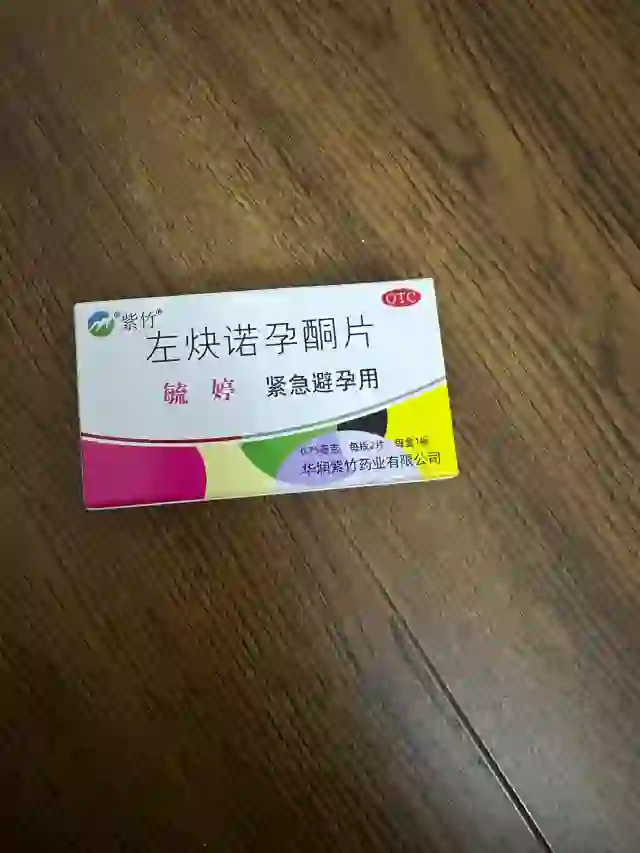 紫竹®
OTC
左炔诺孕酮片
毓婷 紧急避孕用
0.75毫克 每板2片 每盒1板
华润紫竹药业有限公司